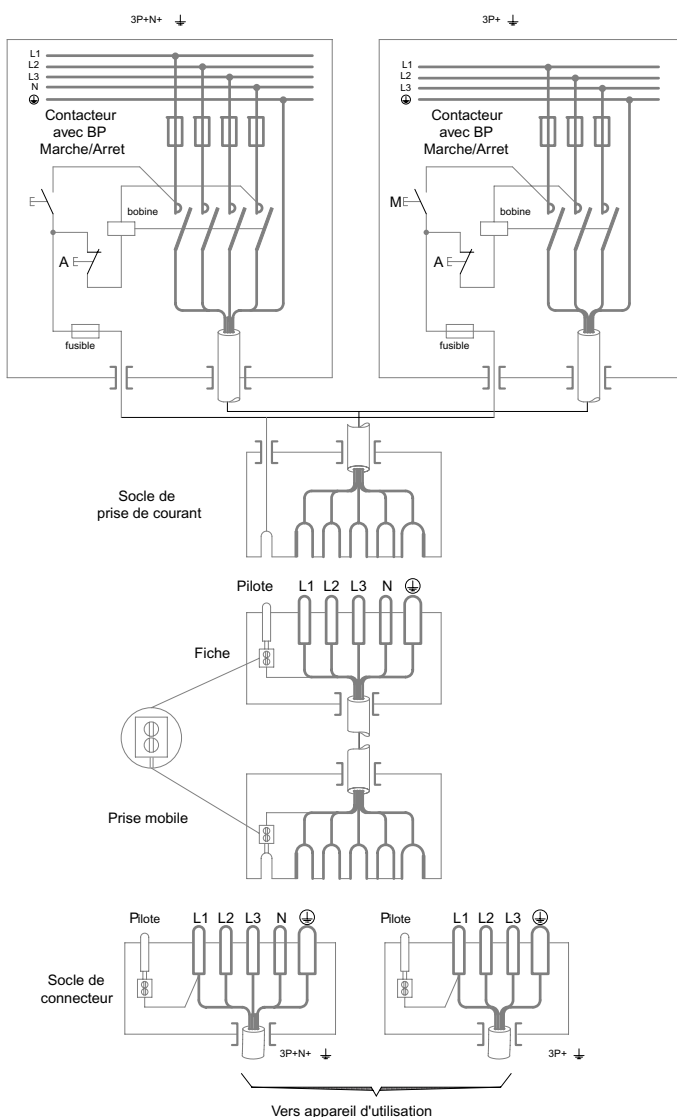 3P+N+ ⏚
3P+ ⏚
L1
L2
L3
N
Contacteur
avec BP
Marche/Arret
bobine
A
fusible
L1
L2
L3
Contacteur
avec BP
Marche/Arret
M
bobine
A
fusible
Socle de
prise de courant
Pilote L1 L2 L3 N
Fiche
Prise mobile
Pilote L1 L2 L3 N
Pilote L1 L2 L3
Socle de
connecteur
3P+N+ ⏚
3P+ ⏚
Vers appareil d'utilisation